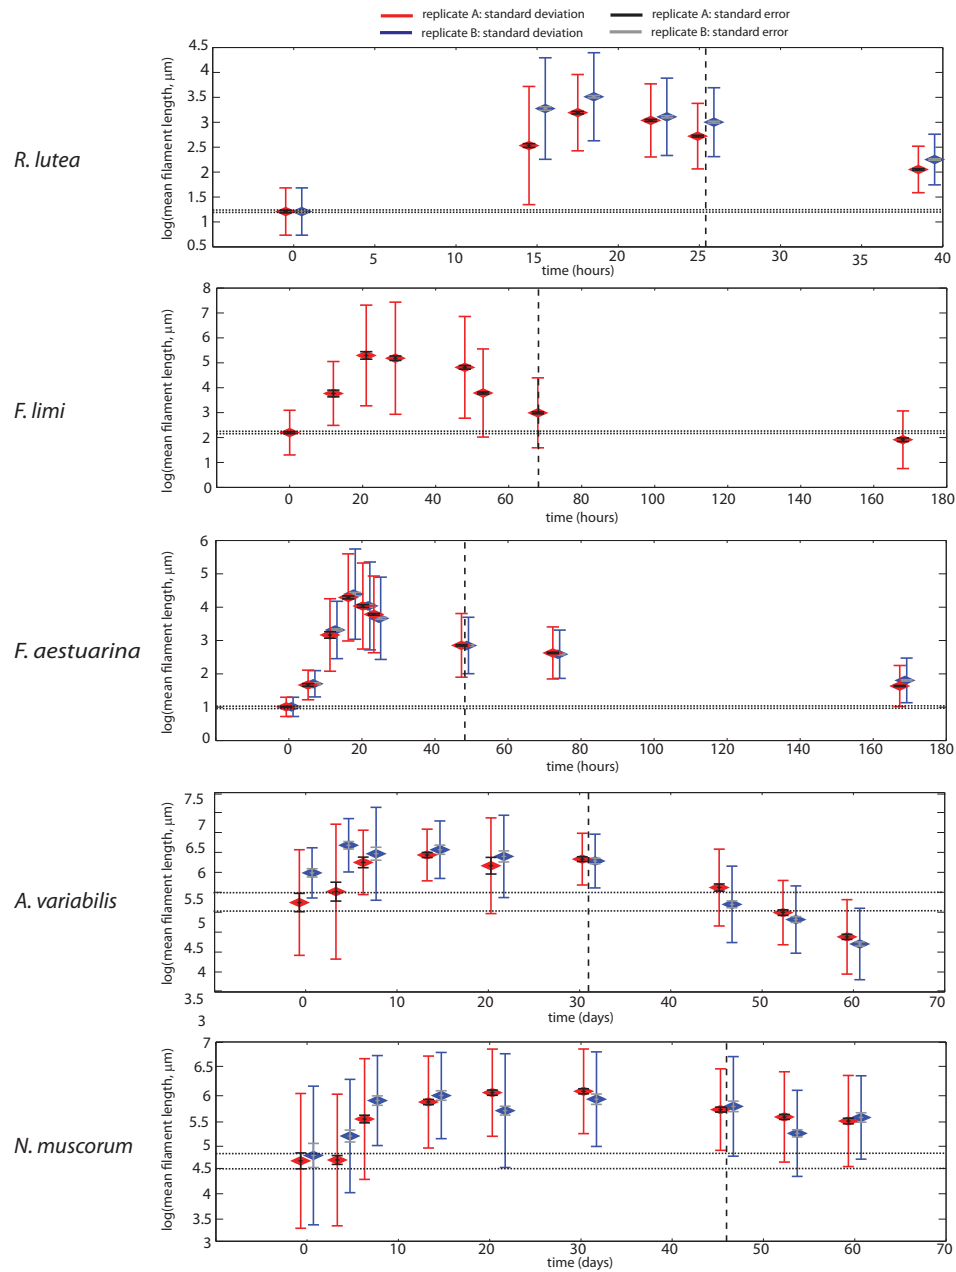 replicate A: standard deviation replicate A: standard error
replicate B: standard deviation replicate B: standard error
R. lutea
log(mean filament length, μm)
4.5
4
3.5
3
2.5
2
1.5
1
0.5
0 5 10 15 20 25 30 35 40
time (hours)
F. limi
log(mean filament length, μm)
8
7
6
5
4
3
2
1
0
0 20 40 60 80 100 120 140 160 180
time (hours)
F. aestuarina
log(mean filament length, μm)
6
5
4
3
2
1
0
0 20 40 60 80 100 120 140 160 180
time (hours)
A. variabilis
log(mean filament length, μm)
7.5
7
6.5
6
5.5
5
4.5
4
3.5
3
0 10 20 30 40 50 60 70
time (days)
N. muscorum
log(mean filament length, μm)
7
6.5
6
5.5
5
4.5
4
3.5
3
0 10 20 30 40 50 60 70
time (days)